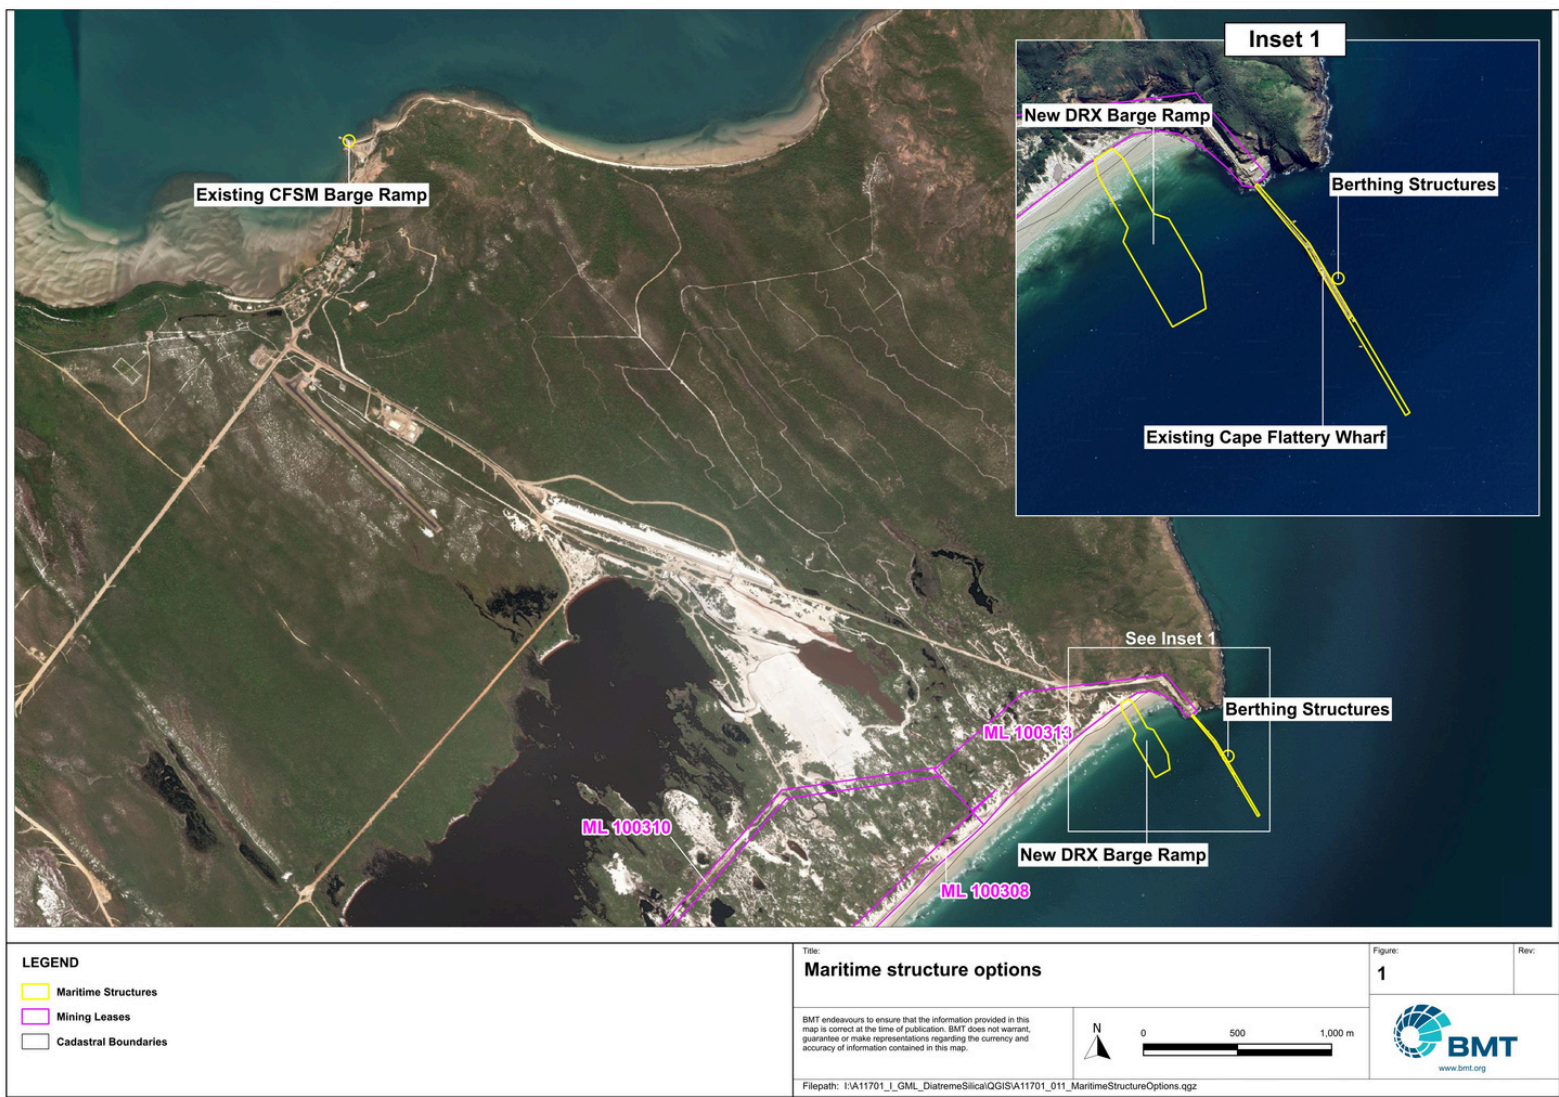 Inset 1
New DRX Barge Ramp
Berthing Structures
Existing CFSM Barge Ramp
Existing Cape Flattery Wharf
See Inset 1
Berthing Structures
ML 100313
ML 100310
New DRX Barge Ramp
ML 100308
LEGEND
Maritime Structures
Mining Leases
Cadastral Boundaries
Title:
Maritime structure options
Figure:
1
Rev:
BMT endeavours to ensure that the information provided in this
map is correct at the time of publication. BMT does not warrant,
guarantee or make representations regarding the currency and
accuracy of information contained in this map.
N
0 500 1,000 m
BMT
www.bmt.org
Filepath: I:\A11701_I_GML_DiatremeSilica\QGIS\A11701_011_MaritimeStructureOptions.qgz